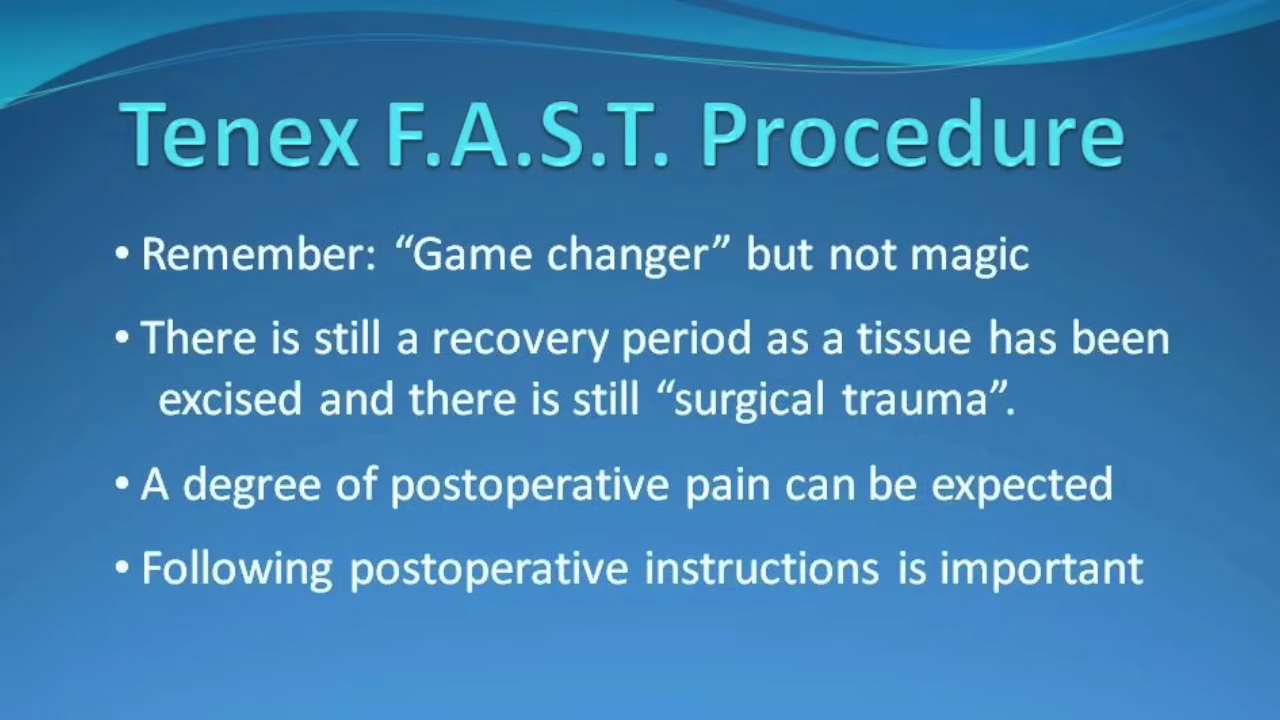 Tenex F.A.S.T. Procedure
• Remember: “Game changer” but not magic
• There is still a recovery period as a tissue has been
excised and there is still “surgical trauma”.
• A degree of postoperative pain can be expected
• Following postoperative instructions is important